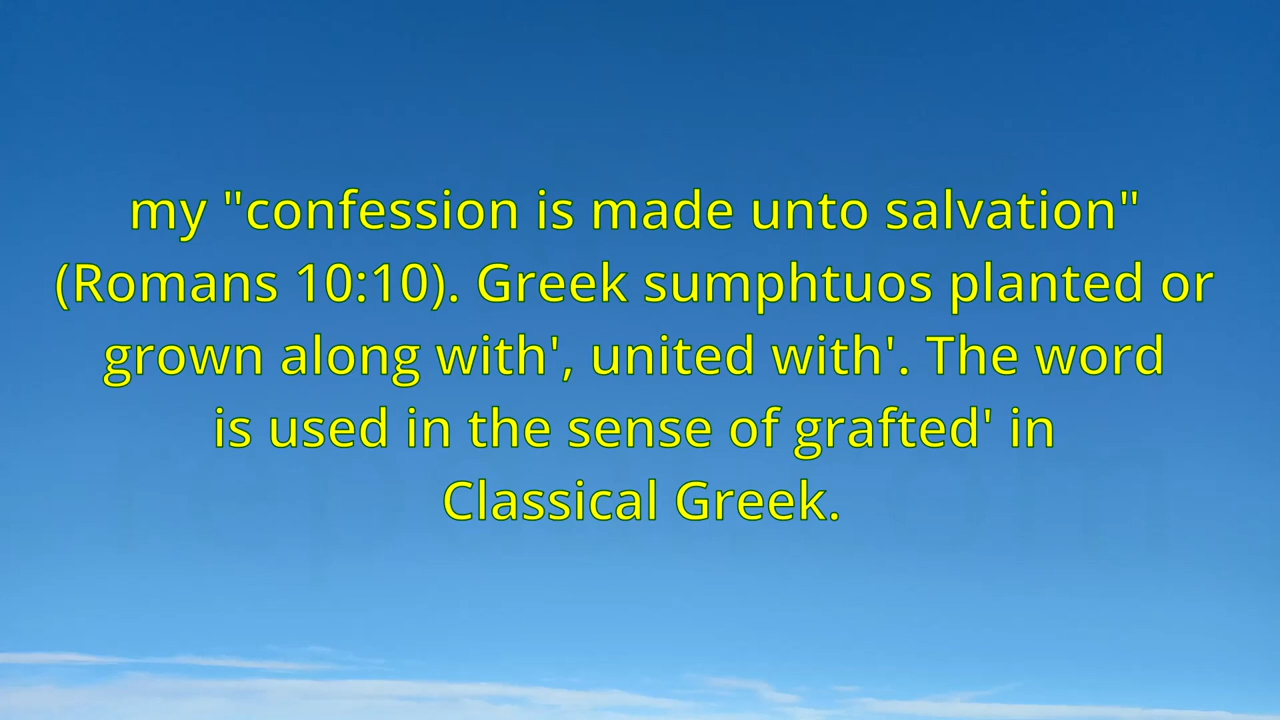 my "confession is made unto salvation"
(Romans 10:10). Greek sumphtuos planted or
grown along with', united with'. The word
is used in the sense of grafted' in
Classical Greek.